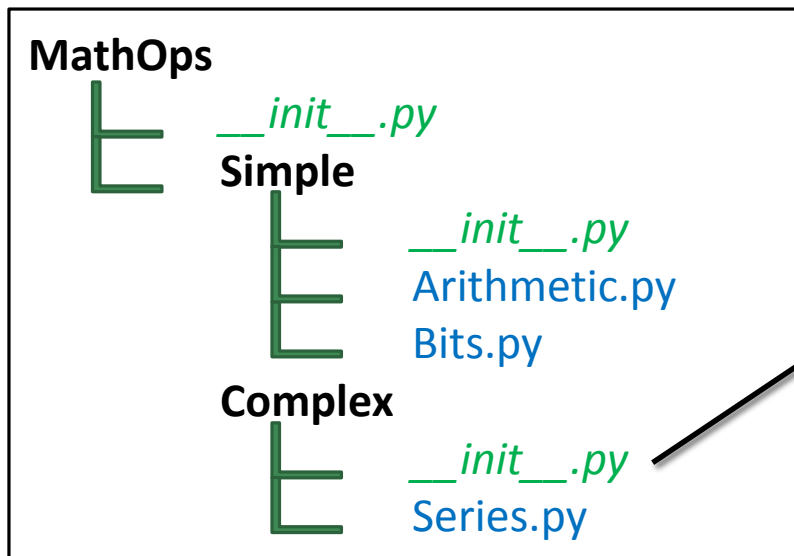 MathOps
__init__.py
Simple
__init__.py
Arithmetic.py
Bits.py
Complex
__init__.py
Series.py